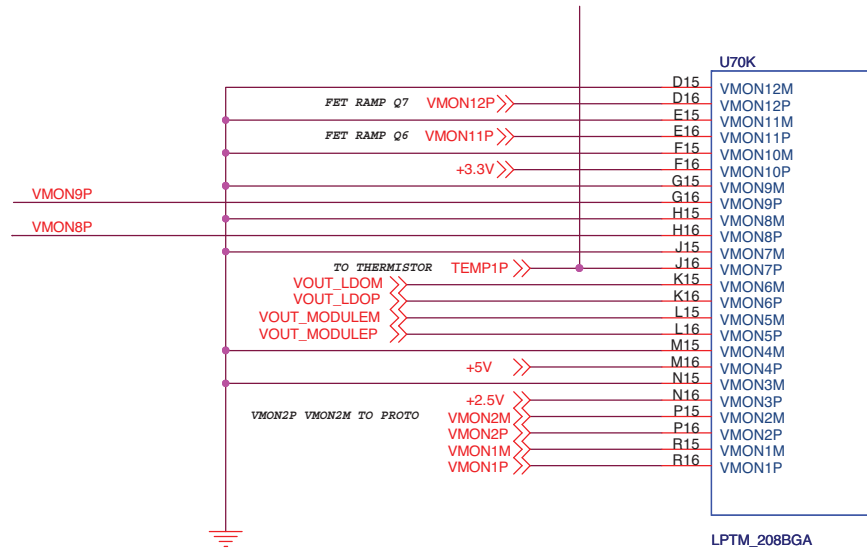 U70K
D15 VMON12M
FET RAMP Q7 VMON12P D16 VMON12P
E15 VMON11M
FET RAMP Q6 VMON11P E16 VMON11P
F15 VMON10M
+3.3V F16 VMON10P
G15 VMON9M
VMON9P G16 VMON9P
H15 VMON8M
VMON8P H16 VMON8P
J15 VMON7M
TO THERMISTOR TEMP1P J16 VMON7P
VOUT_LDOM K15 VMON6M
VOUT_LDOP K16 VMON6P
VOUT_MODULEM L15 VMON5M
VOUT_MODULEP L16 VMON5P
M15 VMON4M
+5V M16 VMON4P
N15 VMON3M
+2.5V N16 VMON3P
VMON2P VMON2M TO PROTO VMON2M P15 VMON2M
VMON2P P16 VMON2P
VMON1M R15 VMON1M
VMON1P R16 VMON1P
LPTM_208BGA